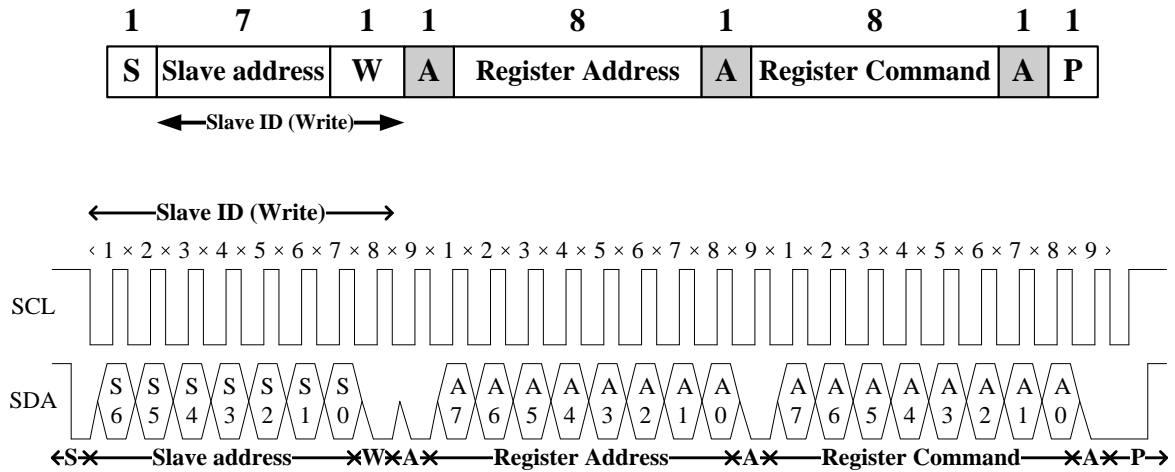 1 7 1 1 8 1 8 1 1
S Slave address W A Register Address A Register Command A P
Slave ID (Write)
Slave ID (Write)
‹ 1 × 2 × 3 × 4 × 5 × 6 × 7 × 8 × 9 × 1 × 2 × 3 × 4 × 5 × 6 × 7 × 8 × 9 × 1 × 2 × 3 × 4 × 5 × 6 × 7 × 8 × 9 ›
SCL
SDA
S S S S S S S A A A A A A A A A A A A A A A A
6 5 4 3 2 1 0 7 6 5 4 3 2 1 0 7 6 5 4 3 2 1 0
S Slave address W A Register Address A Register Command A P